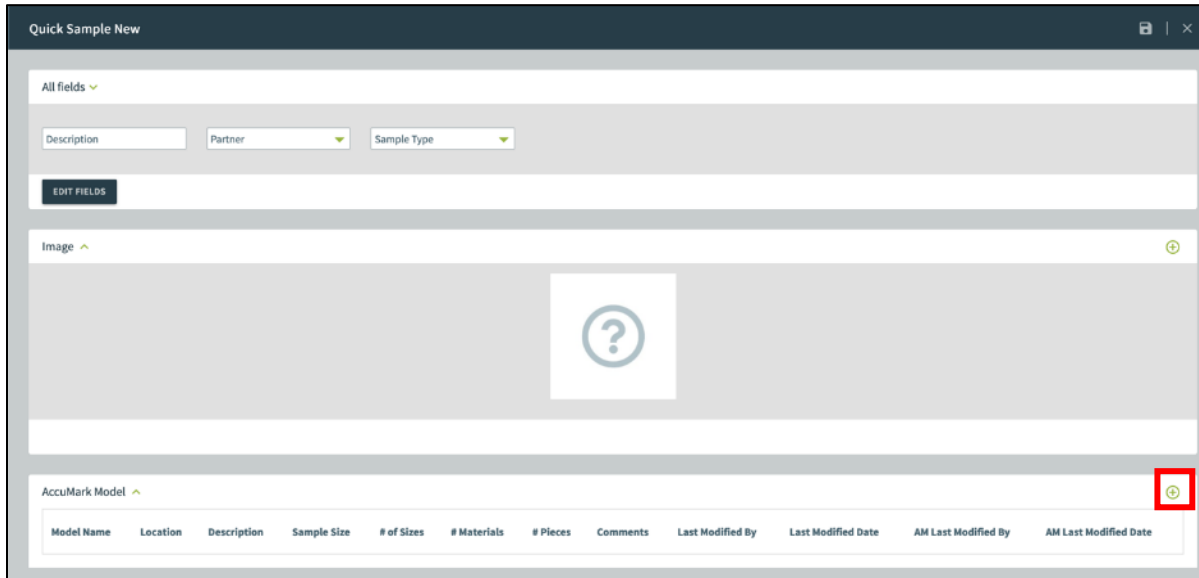 Quick Sample New
All fields
Description Partner Sample Type
EDIT FIELDS
Image
AccuMark Model
Model Name Location Description Sample Size # of Sizes # Materials # Pieces Comments Last Modified By Last Modified Date AM Last Modified By AM Last Modified Date